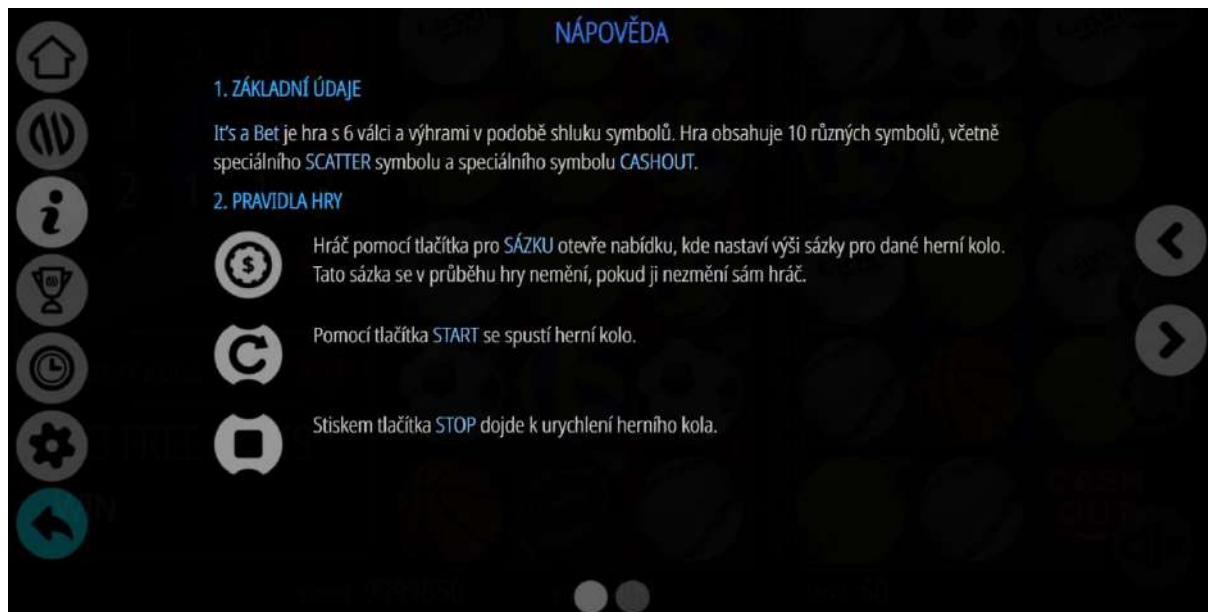 NÁPOVĚDA
1. ZÁKLADNÍ ÚDAJE
It's a Bet je hra s 6 válci a výhrami v podobě shluku symbolů. Hra obsahuje 10 různých symbolů, včetně
speciálního SCATTER symbolu a speciálního symbolu CASHOUT.
2. PRAVIDLA HRY
Hráč pomocí tlačítka pro SÁZKU otevře nabídku, kde nastaví výši sázky pro dané herní kolo.
Tato sázka se v průběhu hry nemění, pokud ji nezmění sám hráč.
Pomocí tlačítka START se spustí herní kolo.
Stiskem tlačítka STOP dojde k urychlení herního kola.
WIN
CASH
OUT